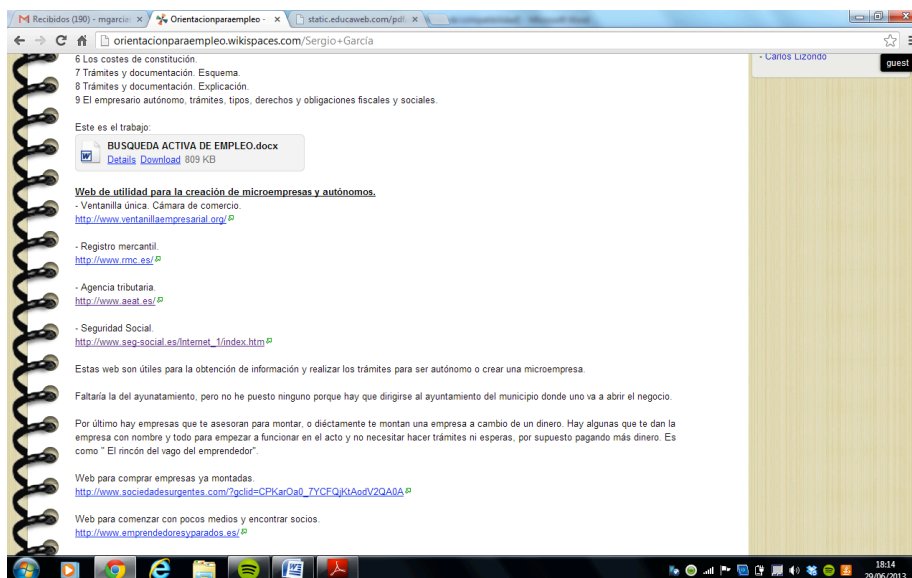 Recibidos (190) - mgarcia
Orientacionparaempleo -
static.educaweb.com/pdf
orientacionparaempleo.wikispaces.com/Sergio+García
6 Los costes de constitución.
7 Trámites y documentación. Esquema.
8 Trámites y documentación. Explicación.
9 El empresario autónomo, trámites, tipos, derechos y obligaciones fiscales y sociales.
- Carlos Lizondo
guest
Este es el trabajo:
BUSQUEDA ACTIVA DE EMPLEO.docx
Details Download 809 KB
Web de utilidad para la creación de microempresas y autónomos.
- Ventanilla única. Cámara de comercio.
http://www.ventanillaempresarial.org/
- Registro mercantil.
http://www.rmc.es/
- Agencia tributaria.
http://www.aeat.es/
- Seguridad Social.
http://www.seg-social.es/Internet_1/index.htm
Estas web son útiles para la obtención de información y realizar los trámites para ser autónomo o crear una microempresa.
Faltaría la del ayunatamiento, pero no he puesto ninguno porque hay que dirigirse al ayuntamiento del municipio donde uno va a abrir el negocio.
Por último hay empresas que te asesoran para montar, o diéctamente te montan una empresa a cambio de un dinero. Hay algunas que te dan la
empresa con nombre y todo para empezar a funcionar en el acto y no necesitar hacer trámites ni esperas, por supuesto pagando más dinero. Es
como " El rincón del vago del emprendedor".
Web para comprar empresas ya montadas.
http://www.sociedadesurgentes.com/?gclid=CPKarOa0_7YCFQjKtAodV2QA0A
Web para comenzar con pocos medios y encontrar socios.
http://www.emprendedoresyparados.es/
18:14
29/06/2013